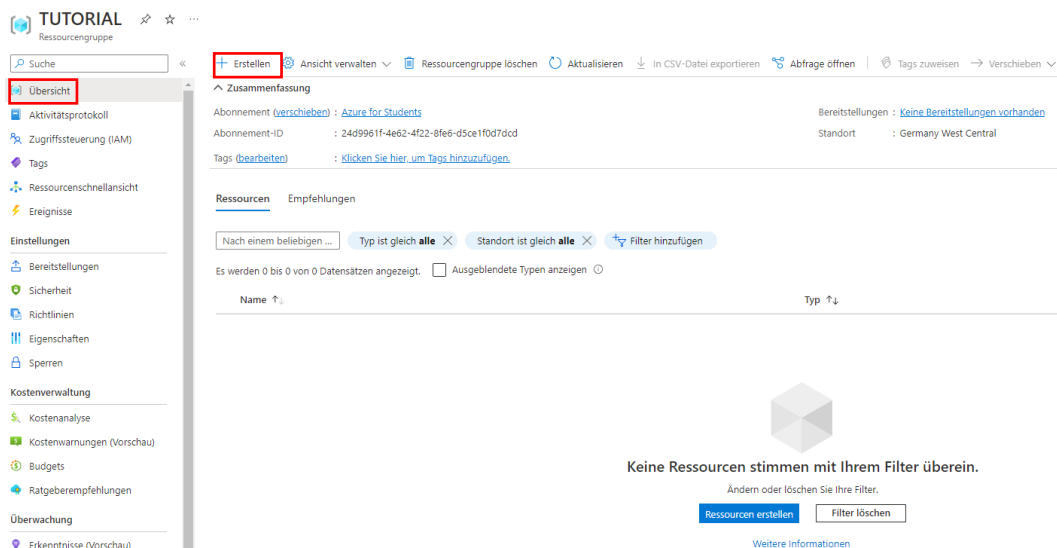 TUTORIAL
Ressourcengruppe
Suche
Übersicht
Aktivitätsprotokoll
Zugriffssteuerung (IAM)
Tags
Ressourcenschnellansicht
Ereignisse
Einstellungen
Bereitstellungen
Sicherheit
Richtlinien
Eigenschaften
Sperren
Kostenverwaltung
Kostenanalyse
Kostenwarnungen (Vorschau)
Budgets
Ratgeberempfehlungen
Überwachung
Erkenntnisse (Vorschau)
Erstellen Ansicht verwalten Ressourcengruppe löschen Aktualisieren In CSV-Datei exportieren Abfrage öffnen Tags zuweisen Verschieben
Zusammenfassung
Abonnement (verschieben) : Azure for Students Bereitstellungen : Keine Bereitstellungen vorhanden
Abonnement-ID : 24d9961f-4e62-4f22-8fe6-d5ce1f0d7dcd Standort : Germany West Central
Tags (bearbeiten) : Klicken Sie hier, um Tags hinzuzufügen.
Ressourcen Empfehlungen
Nach einem beliebigen ... Typ ist gleich alle Standort ist gleich alle Filter hinzufügen
Es werden 0 bis 0 von 0 Datensätzen angezeigt. Ausgeblendete Typen anzeigen
Name Typ
Keine Ressourcen stimmen mit Ihrem Filter überein.
Ändern oder löschen Sie Ihre Filter.
Ressourcen erstellen Filter löschen
Weitere Informationen